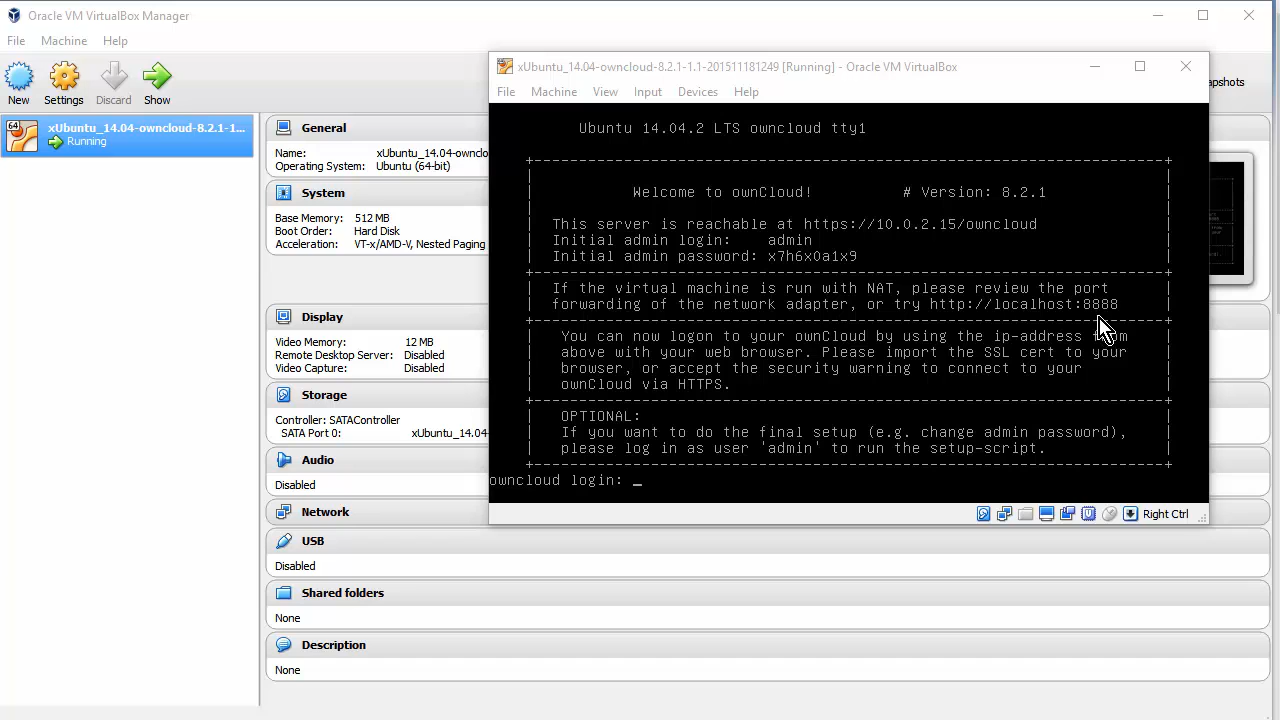 Oracle VM VirtualBox Manager
File Machine Help
New Settings Discard Show
xUbuntu_14.04-owncloud-8.2.1-1...
Running
General
Name: xUbuntu_14.04-ownclo
Operating System: Ubuntu (64-bit)
System
Base Memory: 512 MB
Boot Order: Hard Disk
Acceleration: VT-x/AMD-V, Nested Paging
Display
Video Memory: 12 MB
Remote Desktop Server: Disabled
Video Capture: Disabled
Storage
Controller: SATAController
SATA Port 0: xUbuntu_14.04-
Audio
Disabled
Network
USB
Disabled
Shared folders
None
Description
None
xUbuntu_14.04-owncloud-8.2.1-1.1-201511181249 [Running] - Oracle VM VirtualBox
File Machine View Input Devices Help
Ubuntu 14.04.2 LTS owncloud tty1
Welcome to ownCloud! # Version: 8.2.1
This server is reachable at https://10.0.2.15/owncloud
Initial admin login: admin
Initial admin password: x7h6x0a1x9
If the virtual machine is run with NAT, please review the port
forwarding of the network adapter, or try http://localhost:8888
You can now logon to your ownCloud by using the ip-address
above with your web browser. Please import the SSL cert to your
browser, or accept the security warning to connect to your
ownCloud via HTTPS.
OPTIONAL:
If you want to do the final setup (e.g. change admin password),
please log in as user 'admin' to run the setup-script.
owncloud login: _
Right Ctrl
apshots